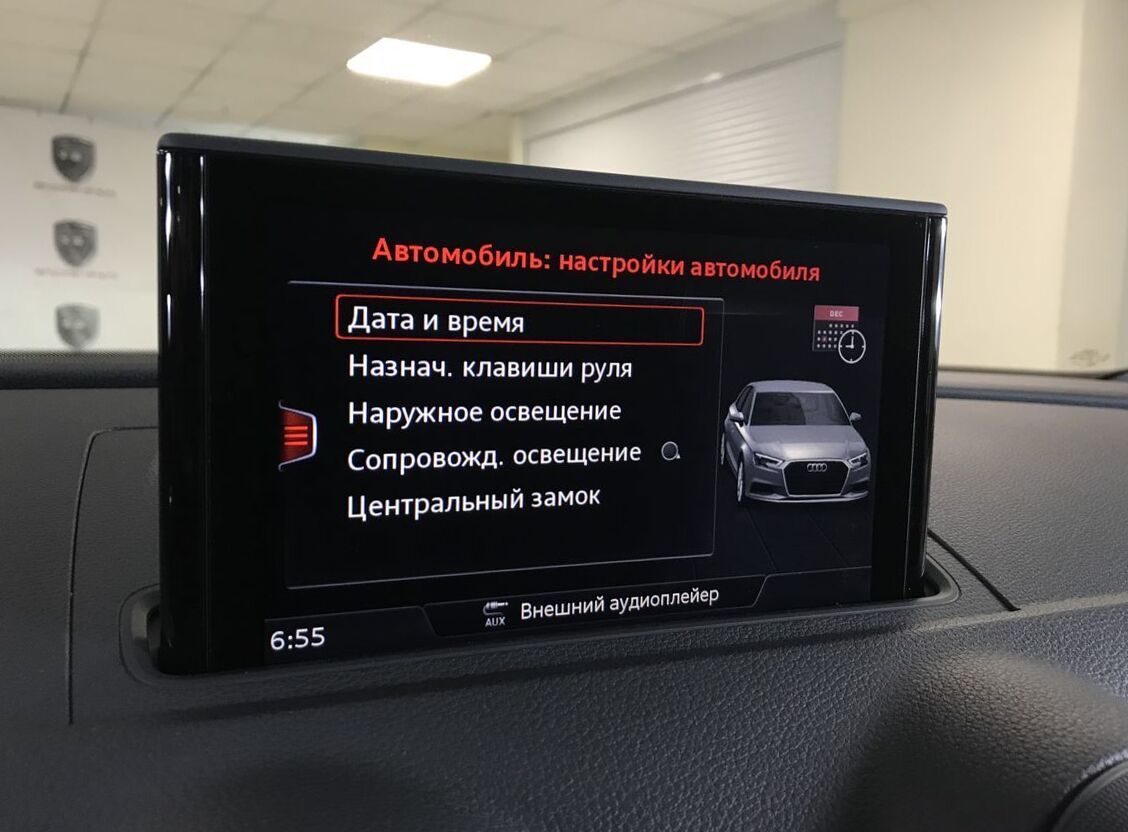 Автомобиль: настройки автомобиля
DEC
Дата и время
Назнач. клавиши руля
Наружное освещение
Сопровожд. освещение
Центральный замок
AUX Внешний аудиоплейер
6:55